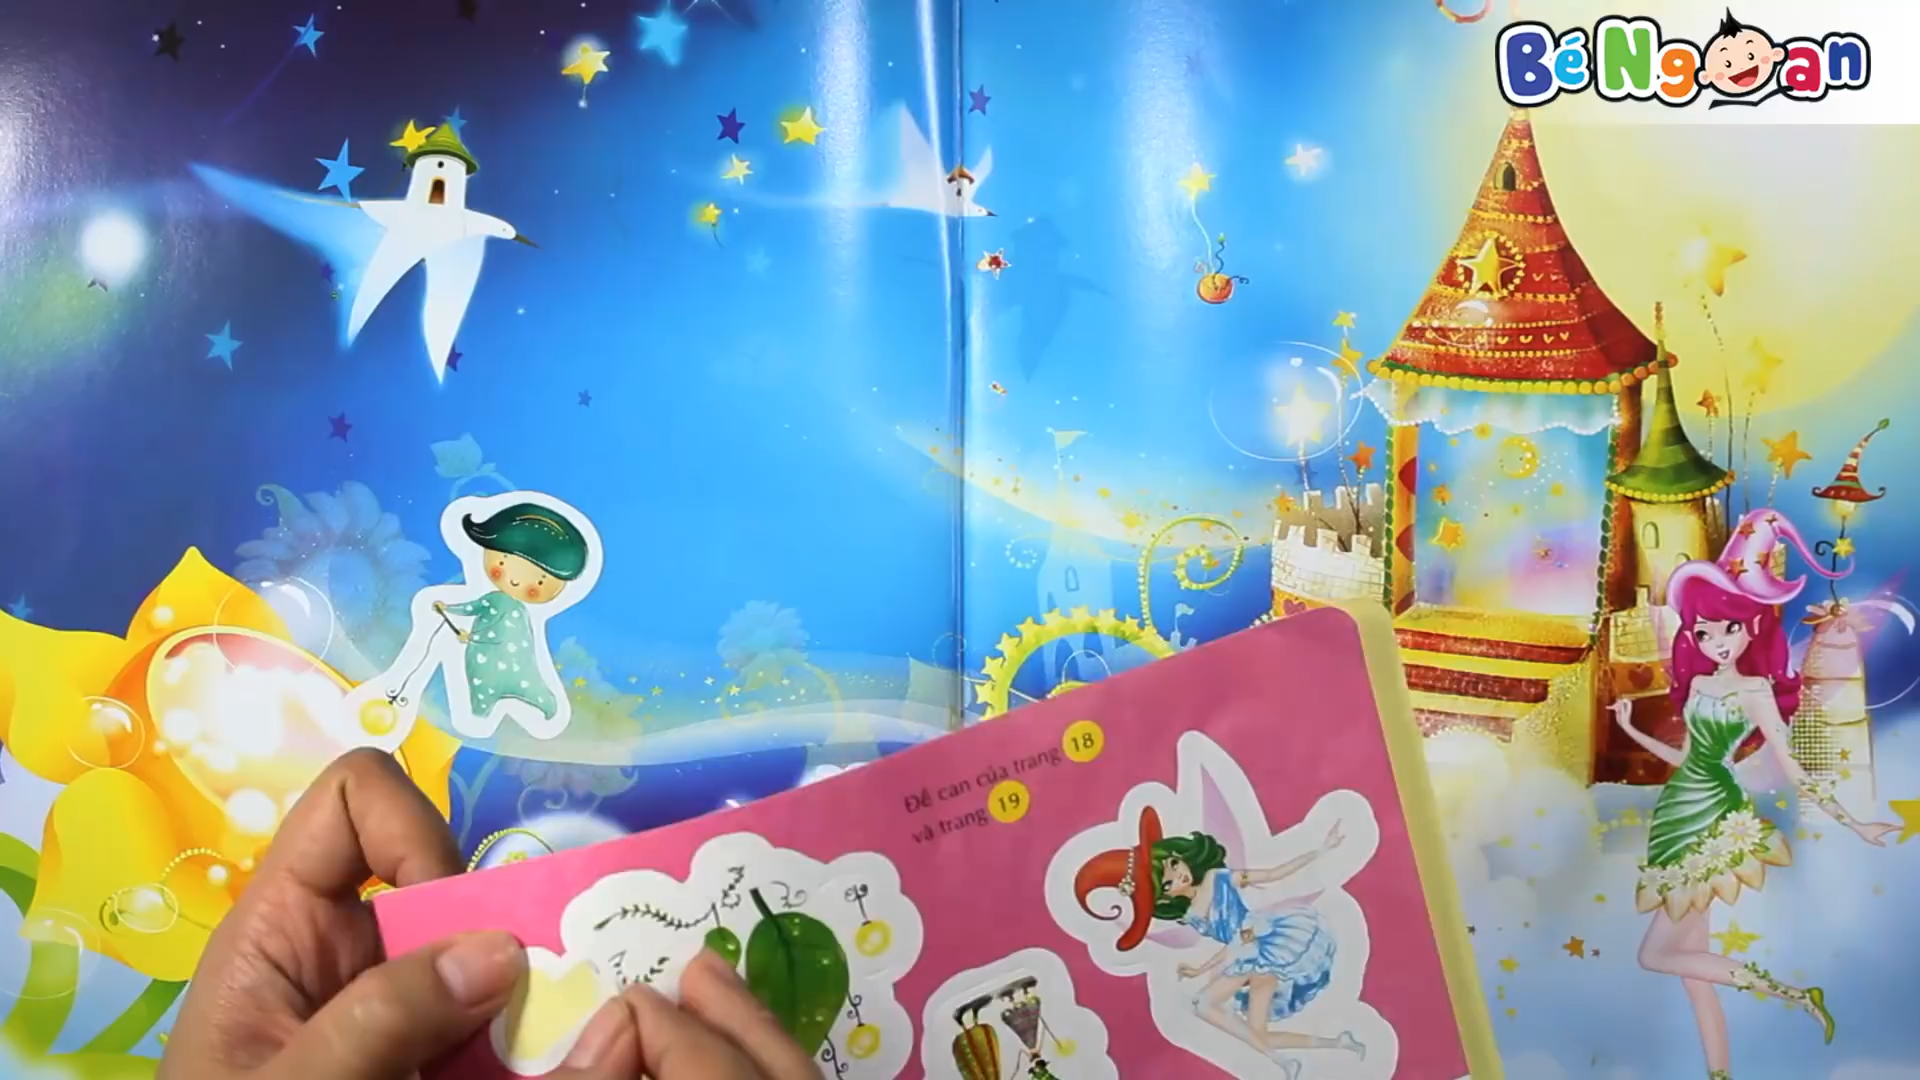 Bé Ngoan
Đề can của trang 18
và trang 19